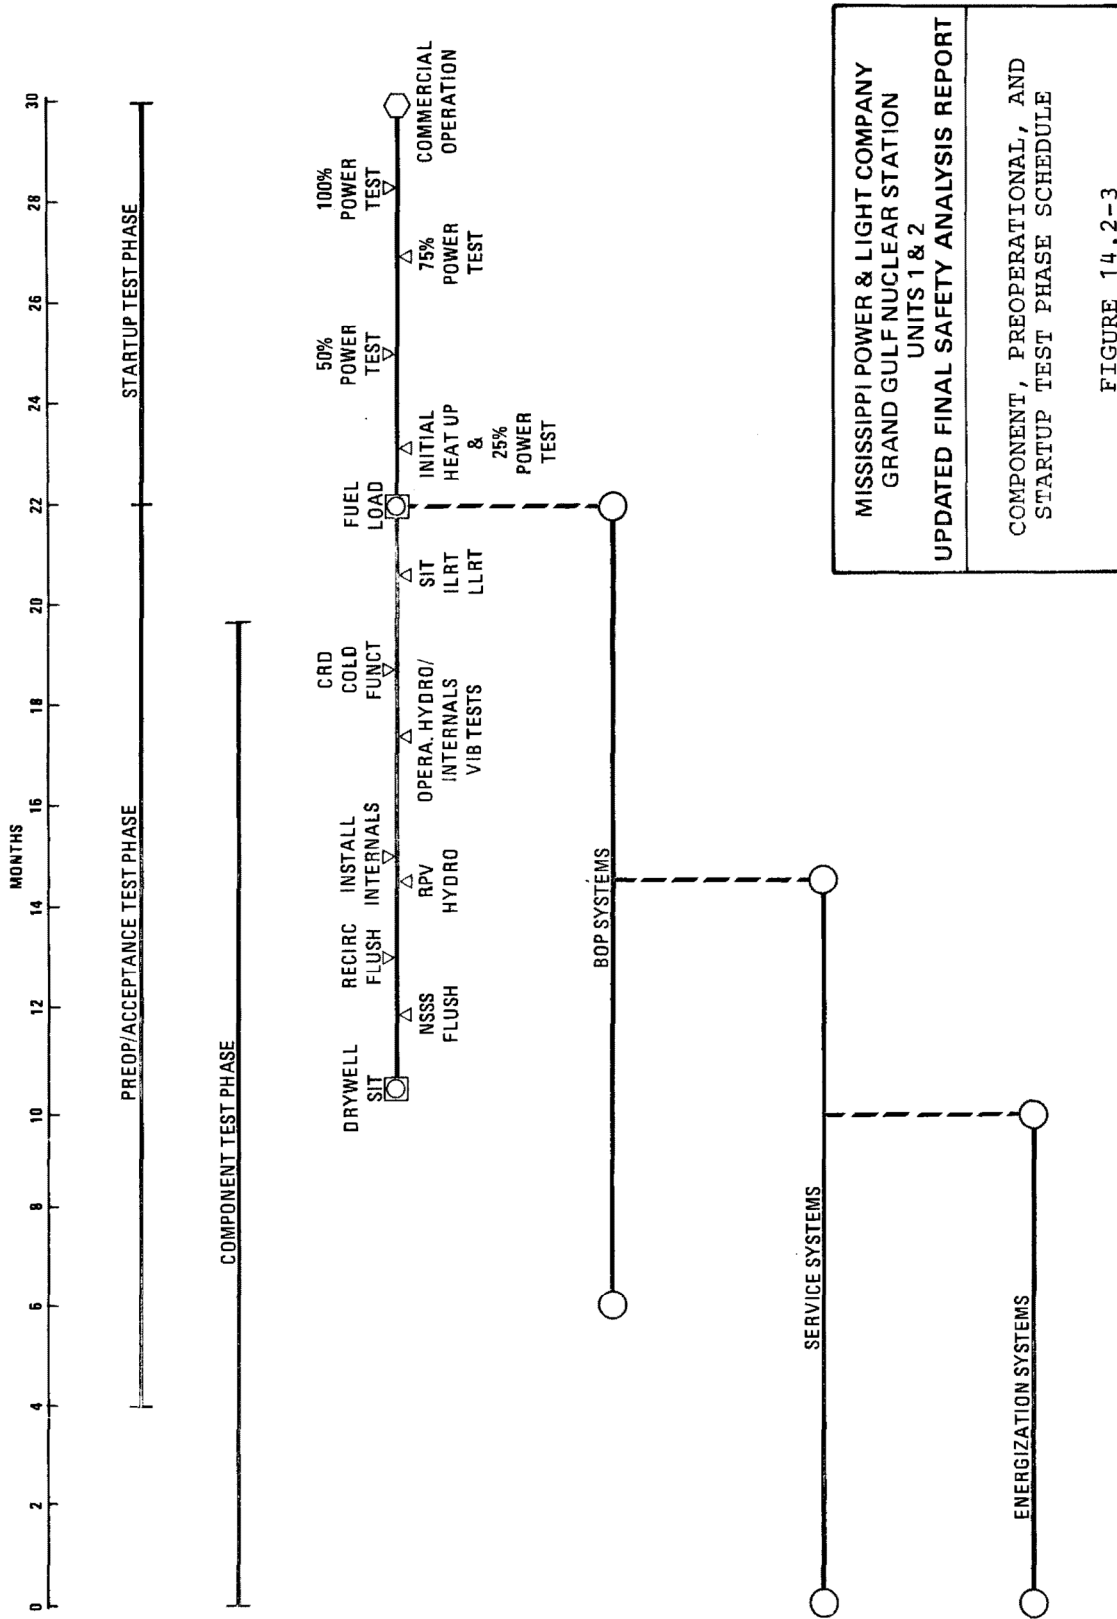 MONTHS
0 2 4 6 8 10 12 14 16 18 20 22 24 26 28 30
PREOP/ACCEPTANCE TEST PHASE
STARTUP TEST PHASE
COMPONENT TEST PHASE
DRYWELL
SIT
NSSS
FLUSH
RECIRC
FLUSH
RPV
HYDRO
INSTALL
INTERNALS
OPERA. HYDRO/
INTERNALS
VIB TESTS
CRD
COLD
FUNCT
SIT
ILRT
LLRT
FUEL
LOAD
INITIAL
HEAT UP
&
25%
POWER
TEST
50%
POWER
TEST
75%
POWER
TEST
100%
POWER
TEST
COMMERCIAL
OPERATION
BOP SYSTEMS
SERVICE SYSTEMS
ENERGIZATION SYSTEMS
MISSISSIPPI POWER & LIGHT COMPANY
GRAND GULF NUCLEAR STATION
UNITS 1 & 2
UPDATED FINAL SAFETY ANALYSIS REPORT
COMPONENT, PREOPERATIONAL, AND
STARTUP TEST PHASE SCHEDULE
FIGURE 14.2-3